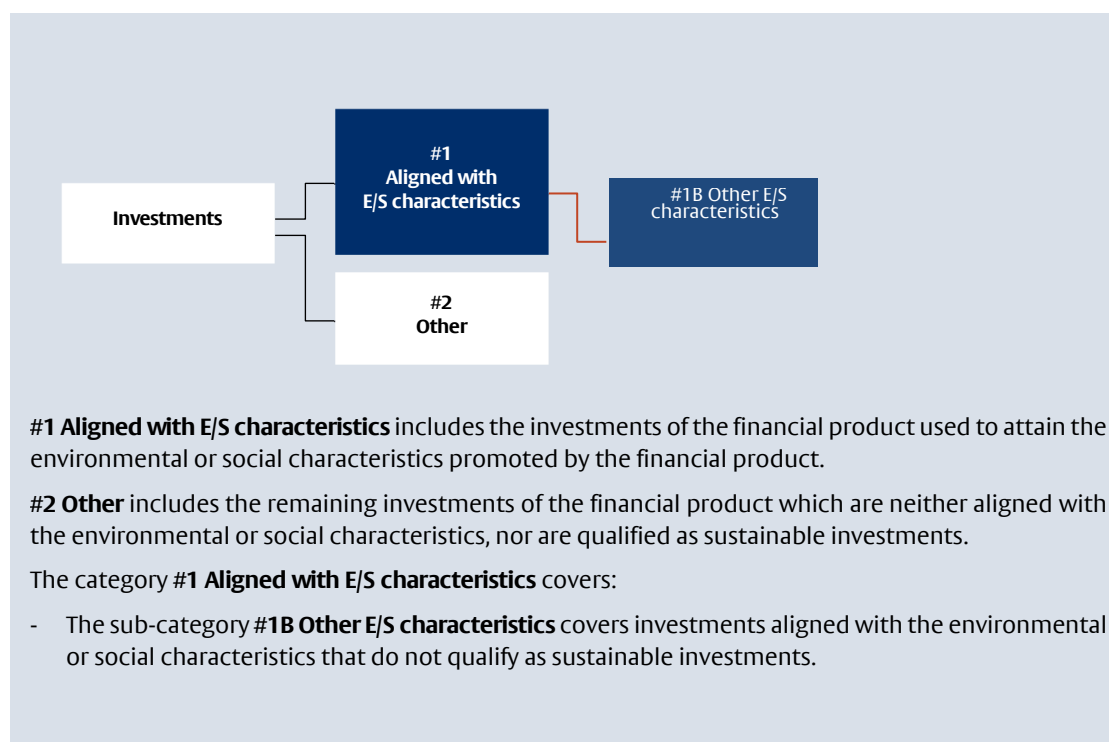 #1
Aligned with
E/S characteristics
#1B Other E/S
characteristics
Investments
#2
Other
#1 Aligned with E/S characteristics includes the investments of the financial product used to attain the
environmental or social characteristics promoted by the financial product.
#2 Other includes the remaining investments of the financial product which are neither aligned with
the environmental or social characteristics, nor are qualified as sustainable investments.
The category #1 Aligned with E/S characteristics covers:
- The sub-category #1B Other E/S characteristics covers investments aligned with the environmental
or social characteristics that do not qualify as sustainable investments.